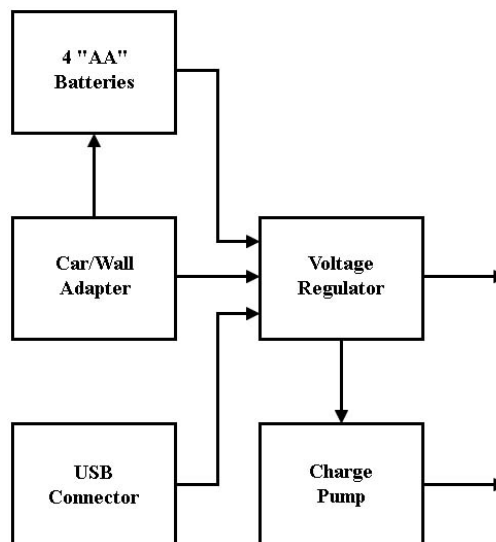 4 "AA"
Batteries
Car/Wall
Adapter
Voltage
Regulator
USB
Connector
Charge
Pump